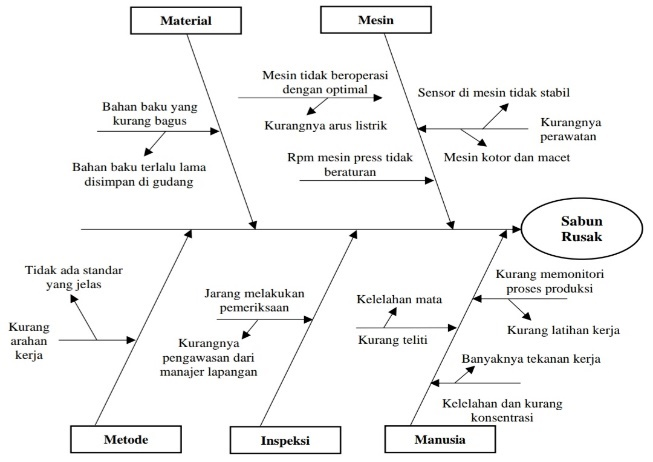 Material
Mesin
Mesin tidak beroperasi
dengan optimal
Kurangnya arus listrik
Sensor di mesin tidak stabil
Kurangnya
perawatan
Mesin kotor dan macet
Bahan baku yang
kurang bagus
Bahan baku terlalu lama
disimpan di gudang
Rpm mesin press tidak
beraturan
Sabun
Rusak
Tidak ada standar
yang jelas
Kurang
arahan
kerja
Jarang melakukan
pemeriksaan
Kurangnya
pengawasan dari
manajer lapangan
Kelelahan mata
Kurang teliti
Kurang memonitori
proses produksi
Kurang latihan kerja
Banyaknya tekanan kerja
Kelelahan dan kurang
konsentrasi
Metode
Inspeksi
Manusia